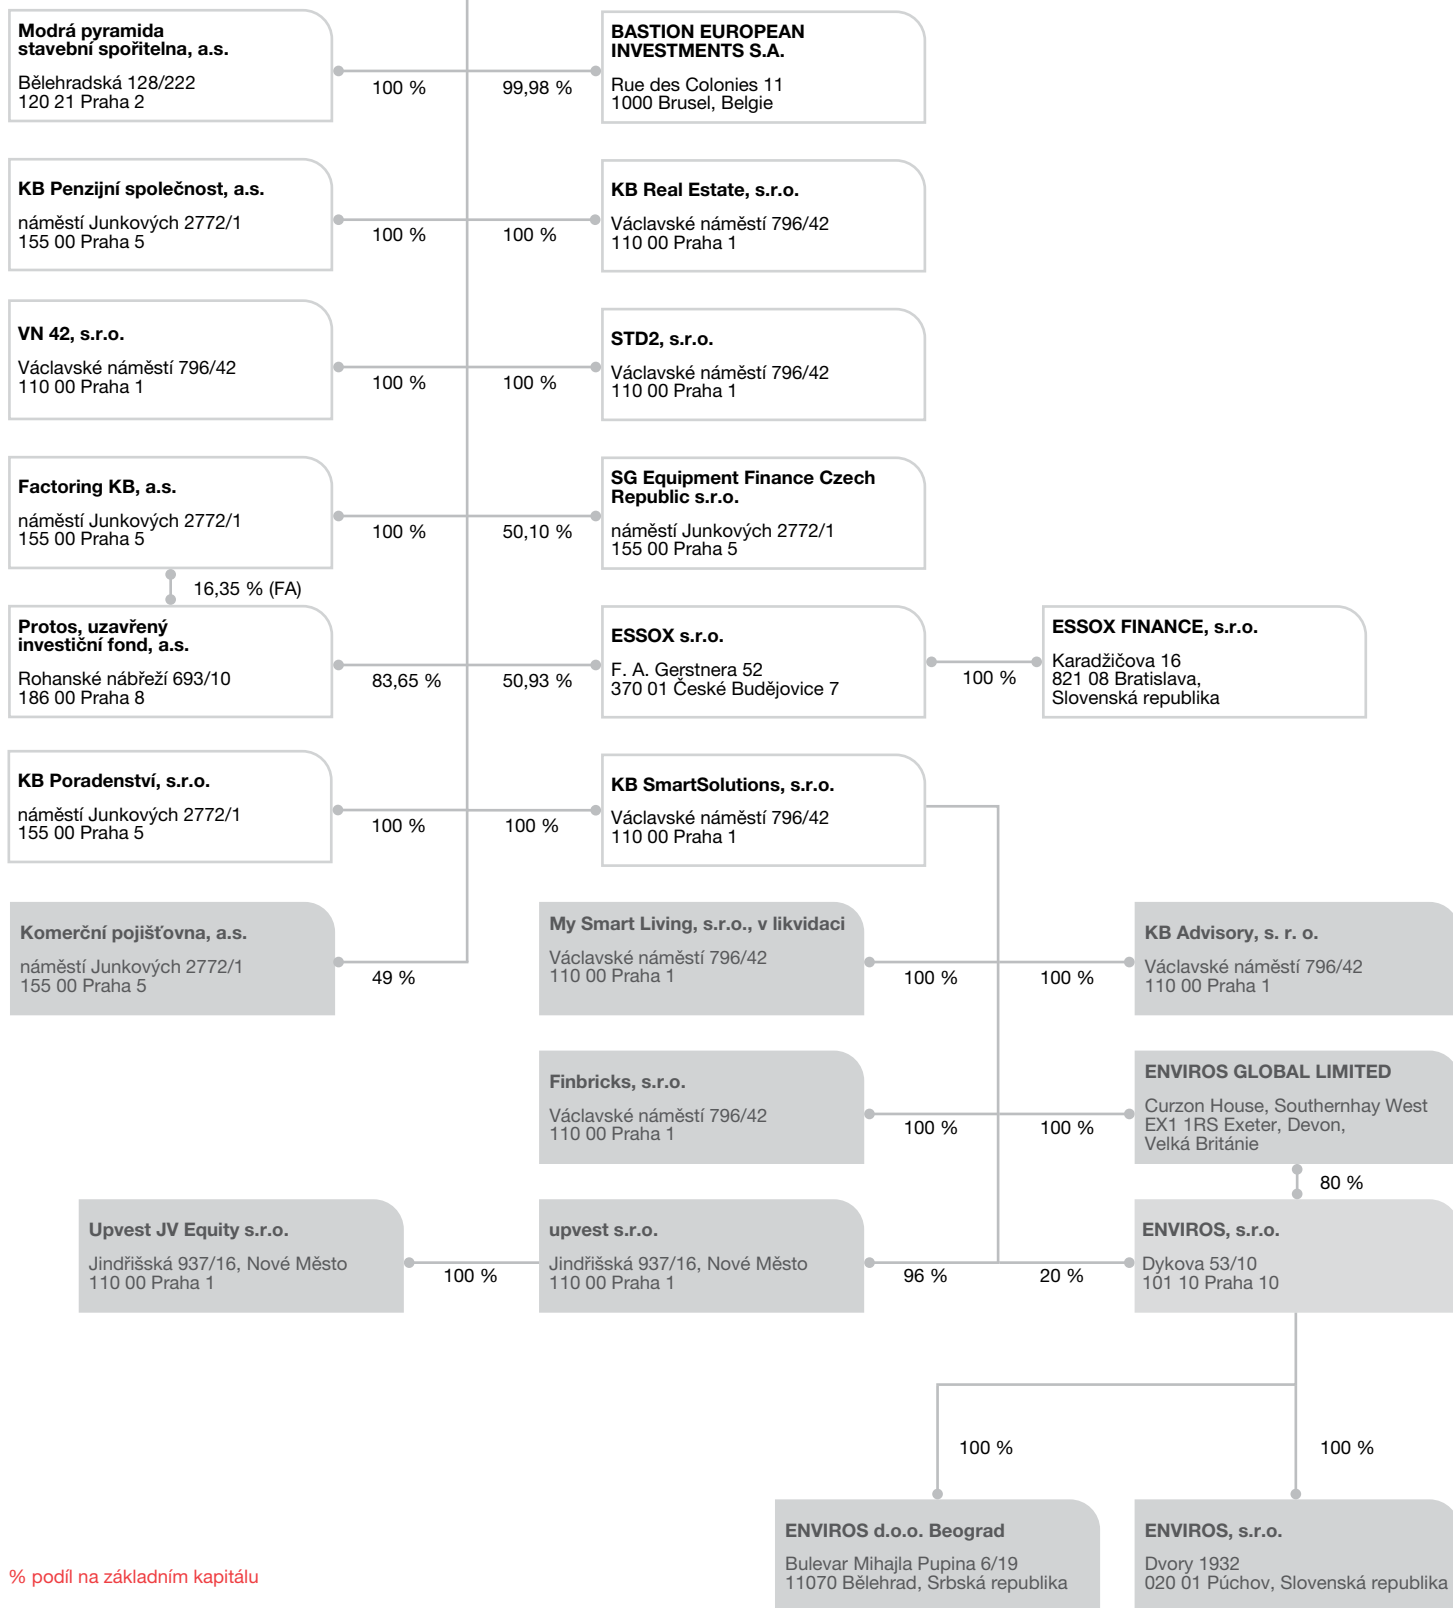 Modrá pyramida
stavební spořitelna, a.s.
Bělehradská 128/222
120 21 Praha 2
100 %
99,98 %
BASTION EUROPEAN
INVESTMENTS S.A.
Rue des Colonies 11
1000 Brusel, Belgie
KB Penzijní společnost, a.s.
náměstí Junkových 2772/1
155 00 Praha 5
100 %
100 %
KB Real Estate, s.r.o.
Václavské náměstí 796/42
110 00 Praha 1
VN 42, s.r.o.
Václavské náměstí 796/42
110 00 Praha 1
100 %
100 %
STD2, s.r.o.
Václavské náměstí 796/42
110 00 Praha 1
Factoring KB, a.s.
náměstí Junkových 2772/1
155 00 Praha 5
100 %
50,10 %
SG Equipment Finance Czech
Republic s.r.o.
náměstí Junkových 2772/1
155 00 Praha 5
16,35 % (FA)
Protos, uzavřený
investiční fond, a.s.
Rohanské nábřeží 693/10
186 00 Praha 8
83,65 %
50,93 %
ESSOX s.r.o.
F. A. Gerstnera 52
370 01 České Budějovice 7
100 %
ESSOX FINANCE, s.r.o.
Karadžičova 16
821 08 Bratislava,
Slovenská republika
KB Poradenství, s.r.o.
náměstí Junkových 2772/1
155 00 Praha 5
100 %
100 %
KB SmartSolutions, s.r.o.
Václavské náměstí 796/42
110 00 Praha 1
Komerční pojišťovna, a.s.
náměstí Junkových 2772/1
155 00 Praha 5
49 %
My Smart Living, s.r.o., v likvidaci
Václavské náměstí 796/42
110 00 Praha 1
100 %
100 %
KB Advisory, s. r. o.
Václavské náměstí 796/42
110 00 Praha 1
Finbricks, s.r.o.
Václavské náměstí 796/42
110 00 Praha 1
100 %
100 %
ENVIROS GLOBAL LIMITED
Curzon House, Southernhay West
EX1 1RS Exeter, Devon,
Velká Británie
80 %
Upvest JV Equity s.r.o.
Jindřišská 937/16, Nové Město
110 00 Praha 1
100 %
upvest s.r.o.
Jindřišská 937/16, Nové Město
110 00 Praha 1
96 %
20 %
ENVIROS, s.r.o.
Dykova 53/10
101 10 Praha 10
100 %
100 %
ENVIROS d.o.o. Beograd
Bulevar Mihajla Pupina 6/19
11070 Bělehrad, Srbská republika
ENVIROS, s.r.o.
Dvory 1932
020 01 Púchov, Slovenská republika
% podíl na základním kapitálu